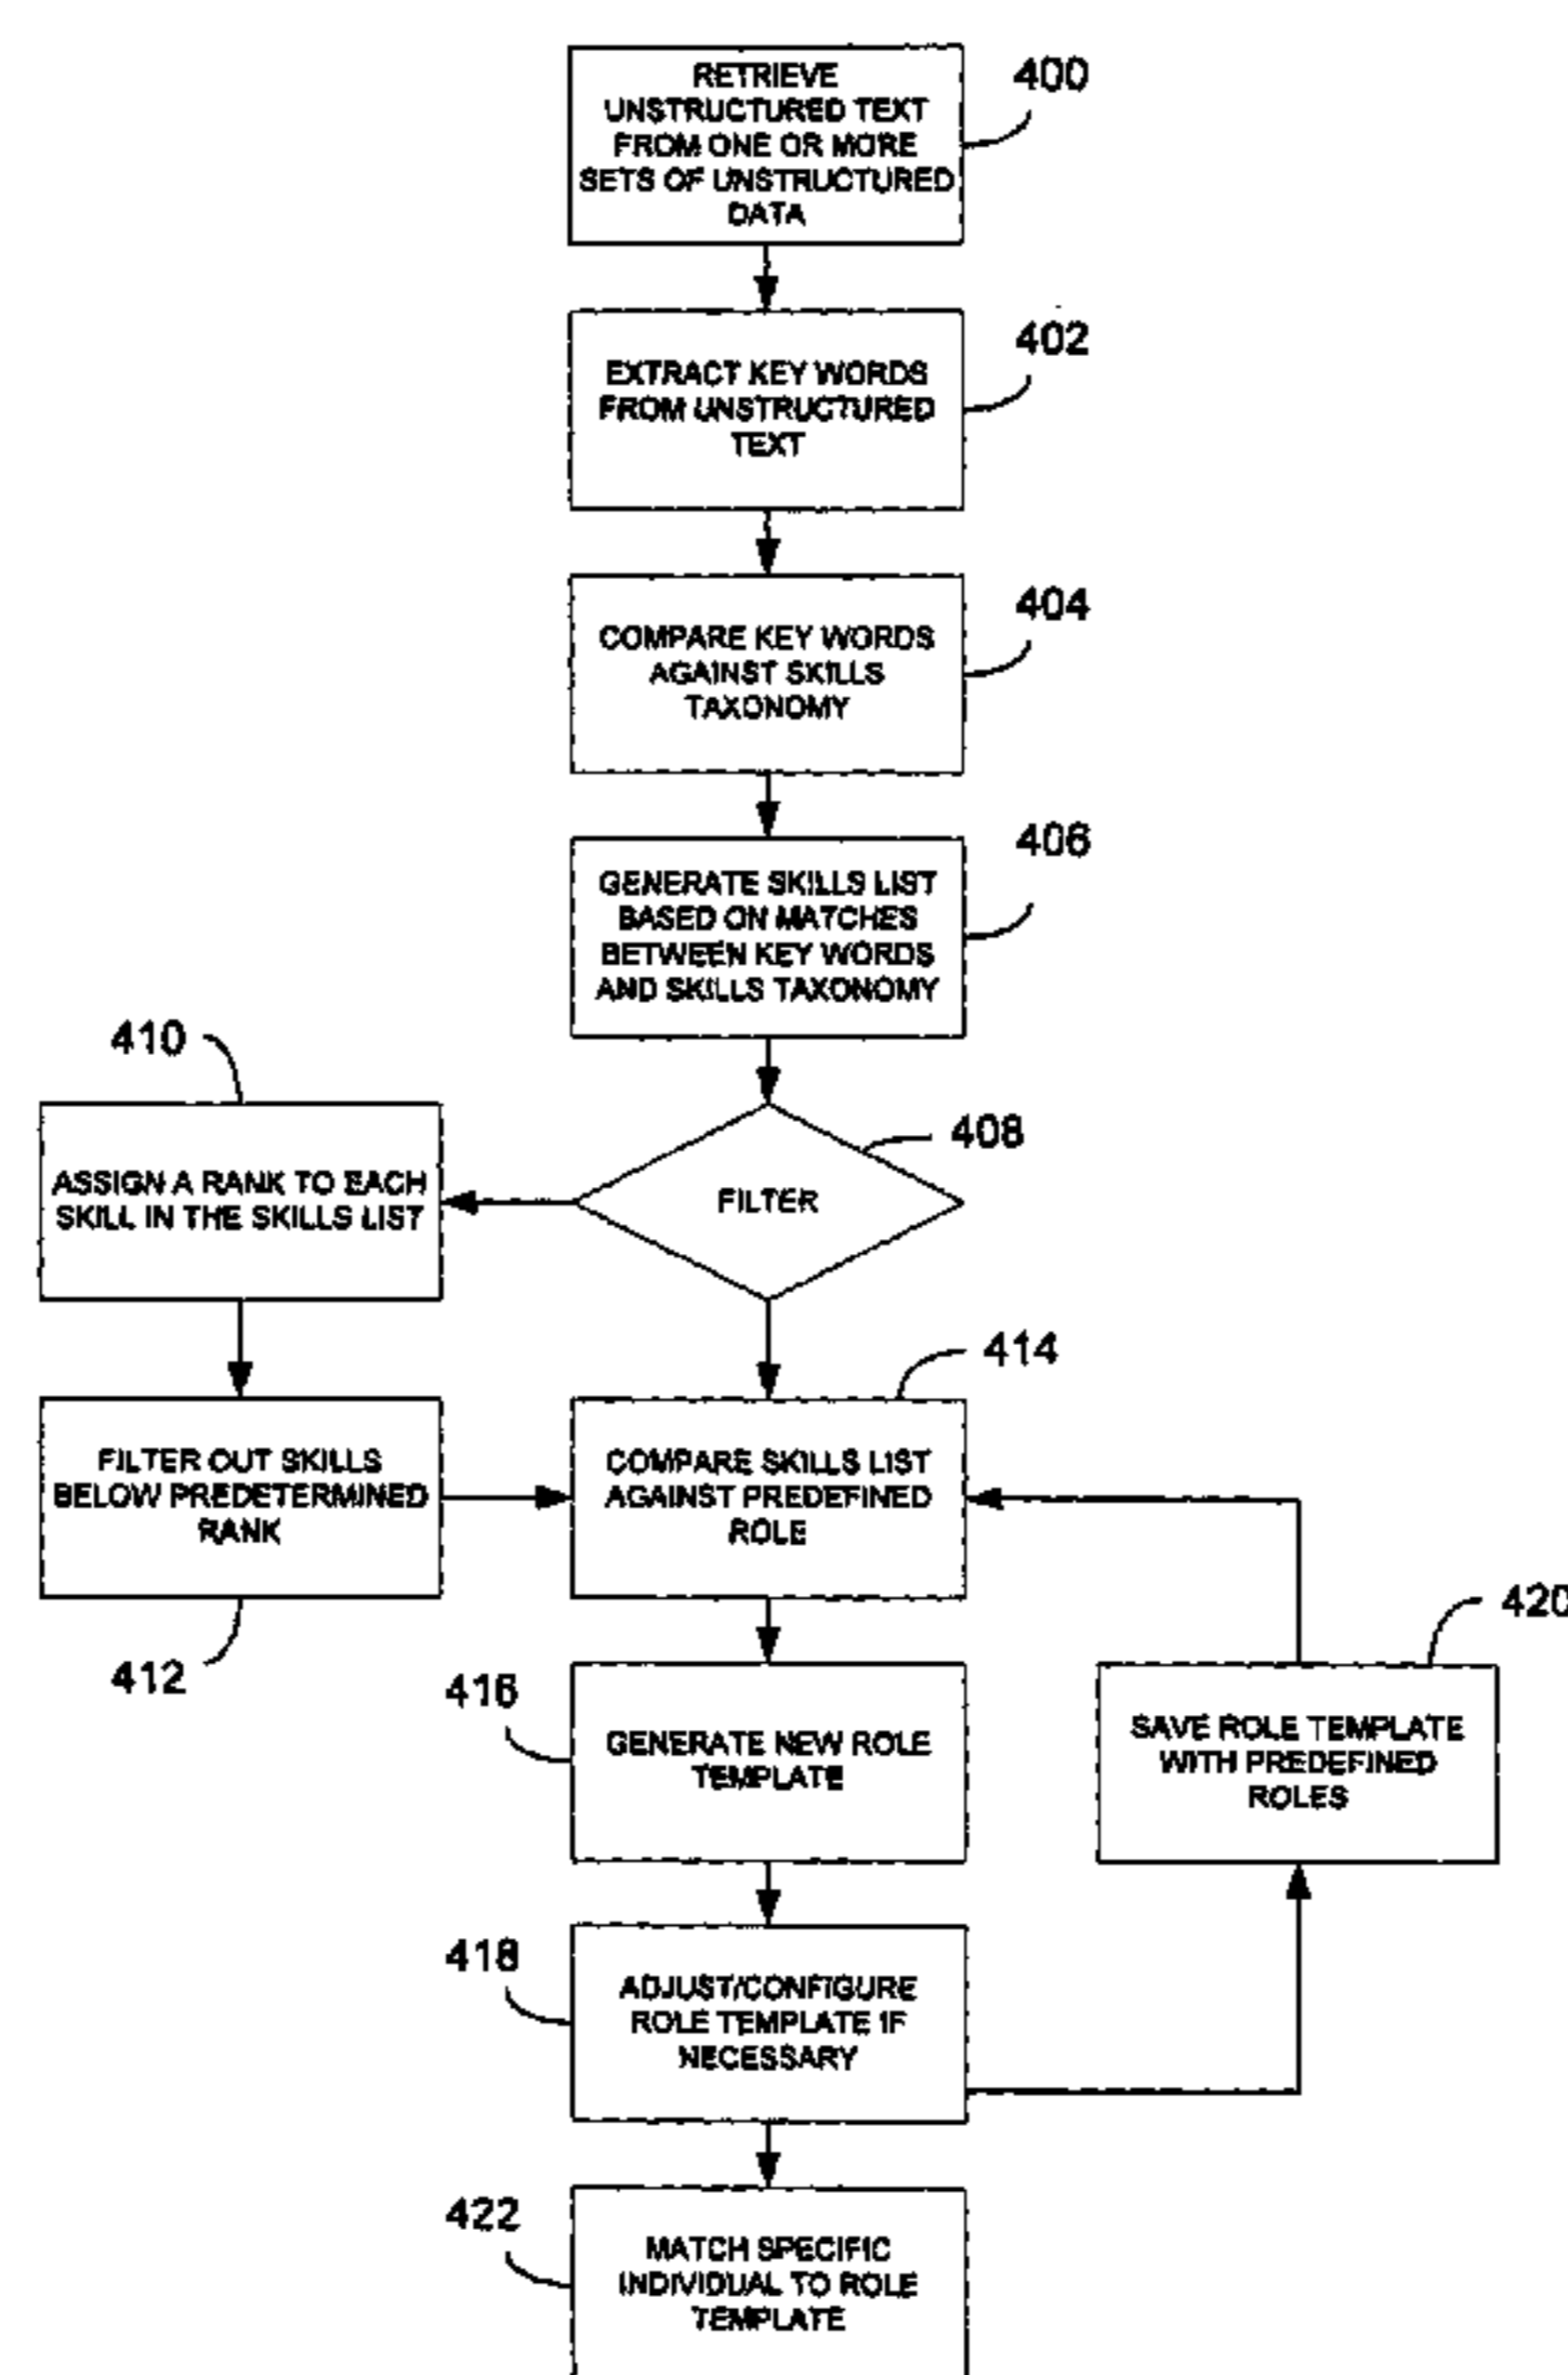 RETRIEVE
UNSTRUCTURED TEXT
FROM ONE OR MORE
SETS OF UNSTRUCTURED
DATA
400
EXTRACT KEY WORDS
FROM UNSTRUCTURED
TEXT
402
COMPARE KEY WORDS
AGAINST SKILLS
TAXONOMY
404
GENERATE SKILLS LIST
BASED ON MATCHES
BETWEEN KEY WORDS
AND SKILLS TAXONOMY
406
410
ASSIGN A RANK TO EACH
SKILL IN THE SKILLS LIST
FILTER
408
FILTER OUT SKILLS
BELOW PREDETERMINED
RANK
412
COMPARE SKILLS LIST
AGAINST PREDEFINED
ROLE
414
416
GENERATE NEW ROLE
TEMPLATE
420
SAVE ROLE TEMPLATE
WITH PREDEFINED
ROLES
418
ADJUST/CONFIGURE
ROLE TEMPLATE IF
NECESSARY
422
MATCH SPECIFIC
INDIVIDUAL TO ROLE
TEMPLATE